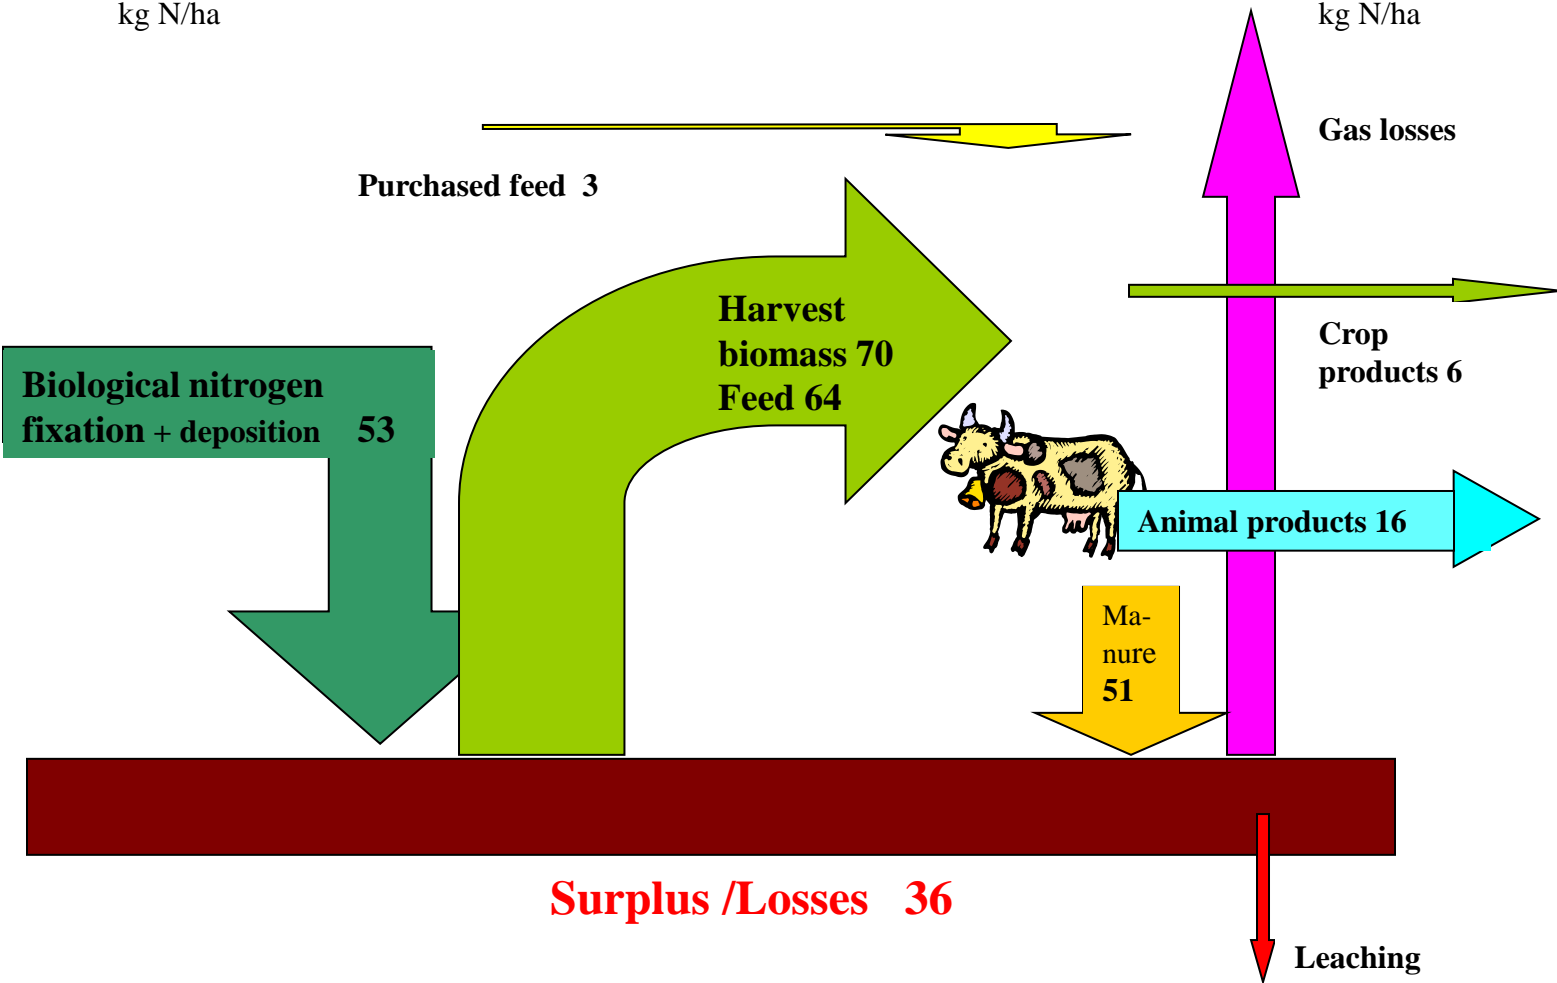 kg N/ha
kg N/ha
Gas losses
Purchased feed 3
Harvest
biomass 70
Feed 64
Crop
products 6
Biological nitrogen
fixation + deposition 53
Animal products 16
Ma-
nure
51
Surplus /Losses 36
Leaching